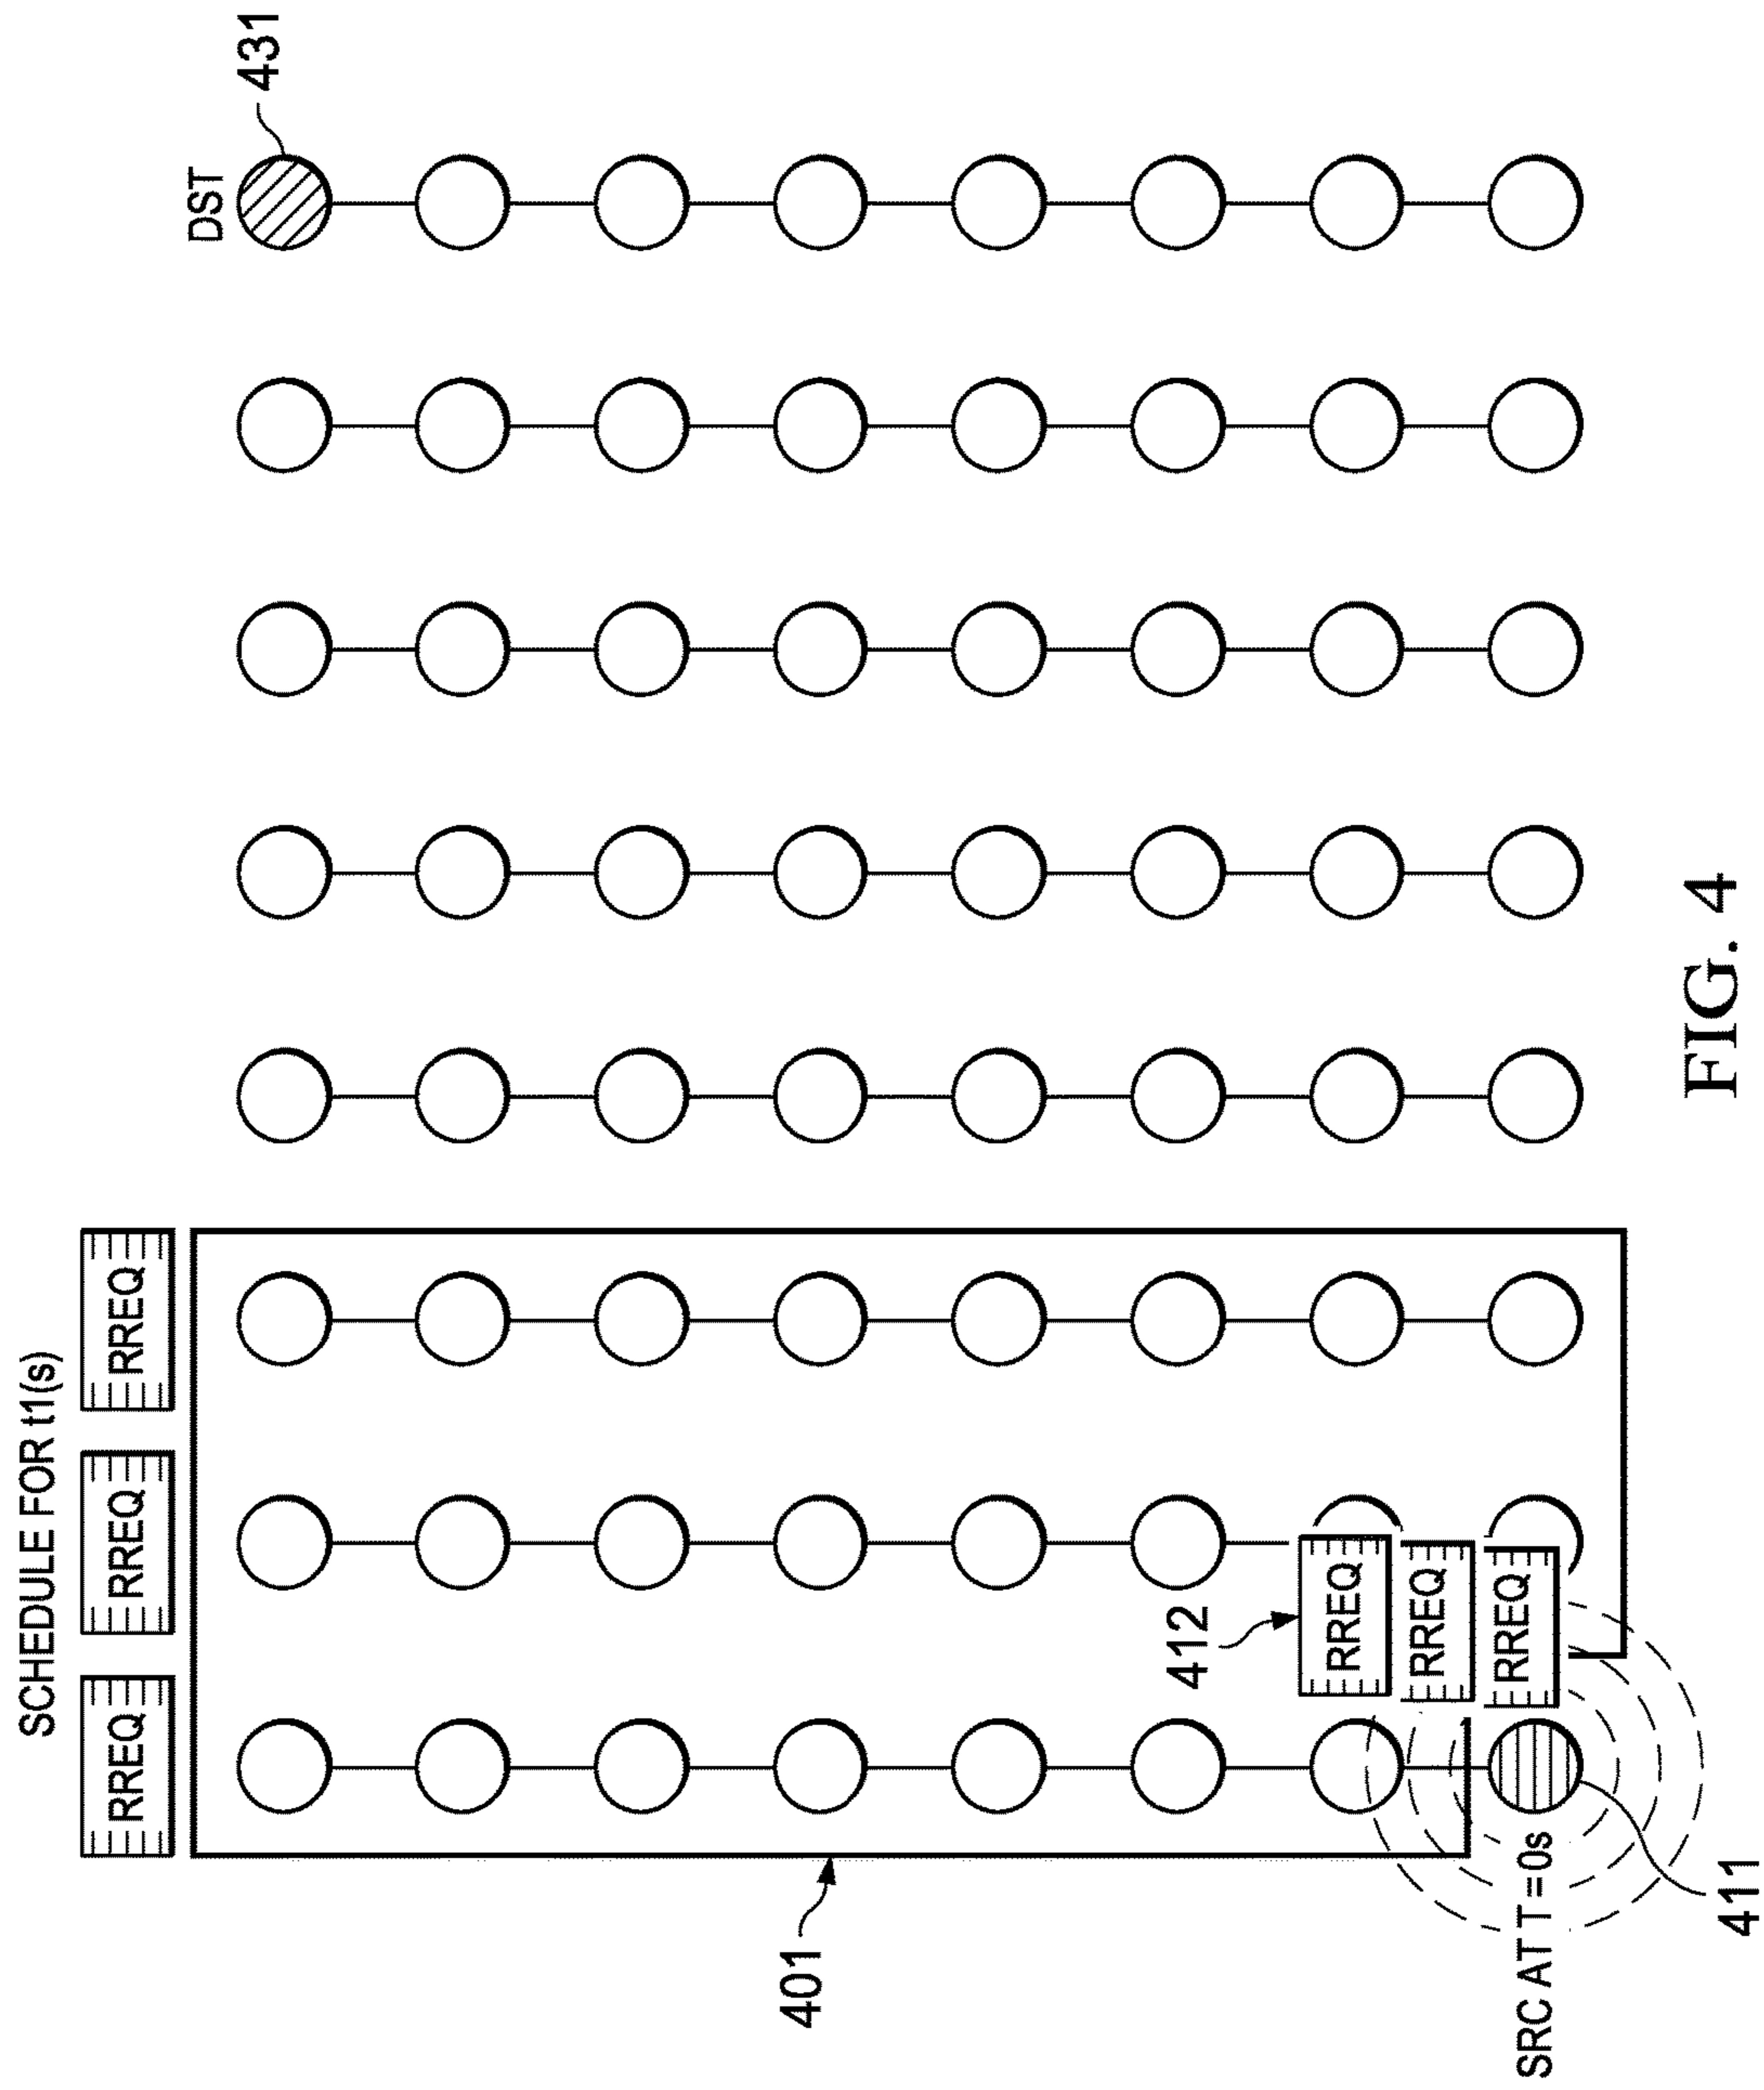 SCHEDULE FOR t1(s)
RREQ
RREQ
RREQ
DST
431
401
412
RREQ
RREQ
RREQ
SRC AT T=0s
411
FIG. 4